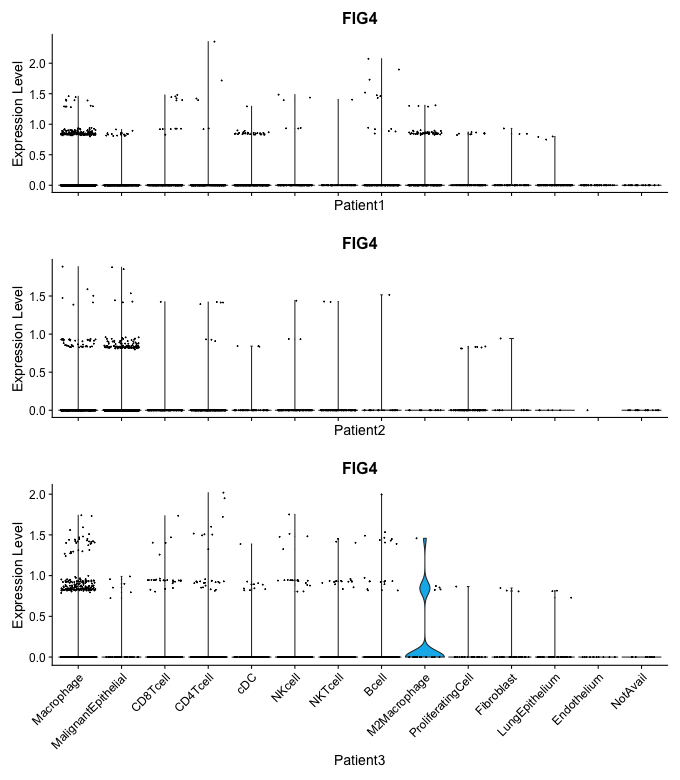 FIG4
Expression Level
2.0
1.5
1.0
0.5
0.0
Patient1
FIG4
Expression Level
1.5
1.0
0.5
0.0
Patient2
FIG4
Expression Level
2.0
1.5
1.0
0.5
0.0
Macrophage
MalignantEpithelial
CD8Tcell
CD4Tcell
cDC
NKcell
NKTcell
Bcell
M2Macrophage
ProliferatingCell
Fibroblast
LungEpithelium
Endothelium
NotAvail
Patient3